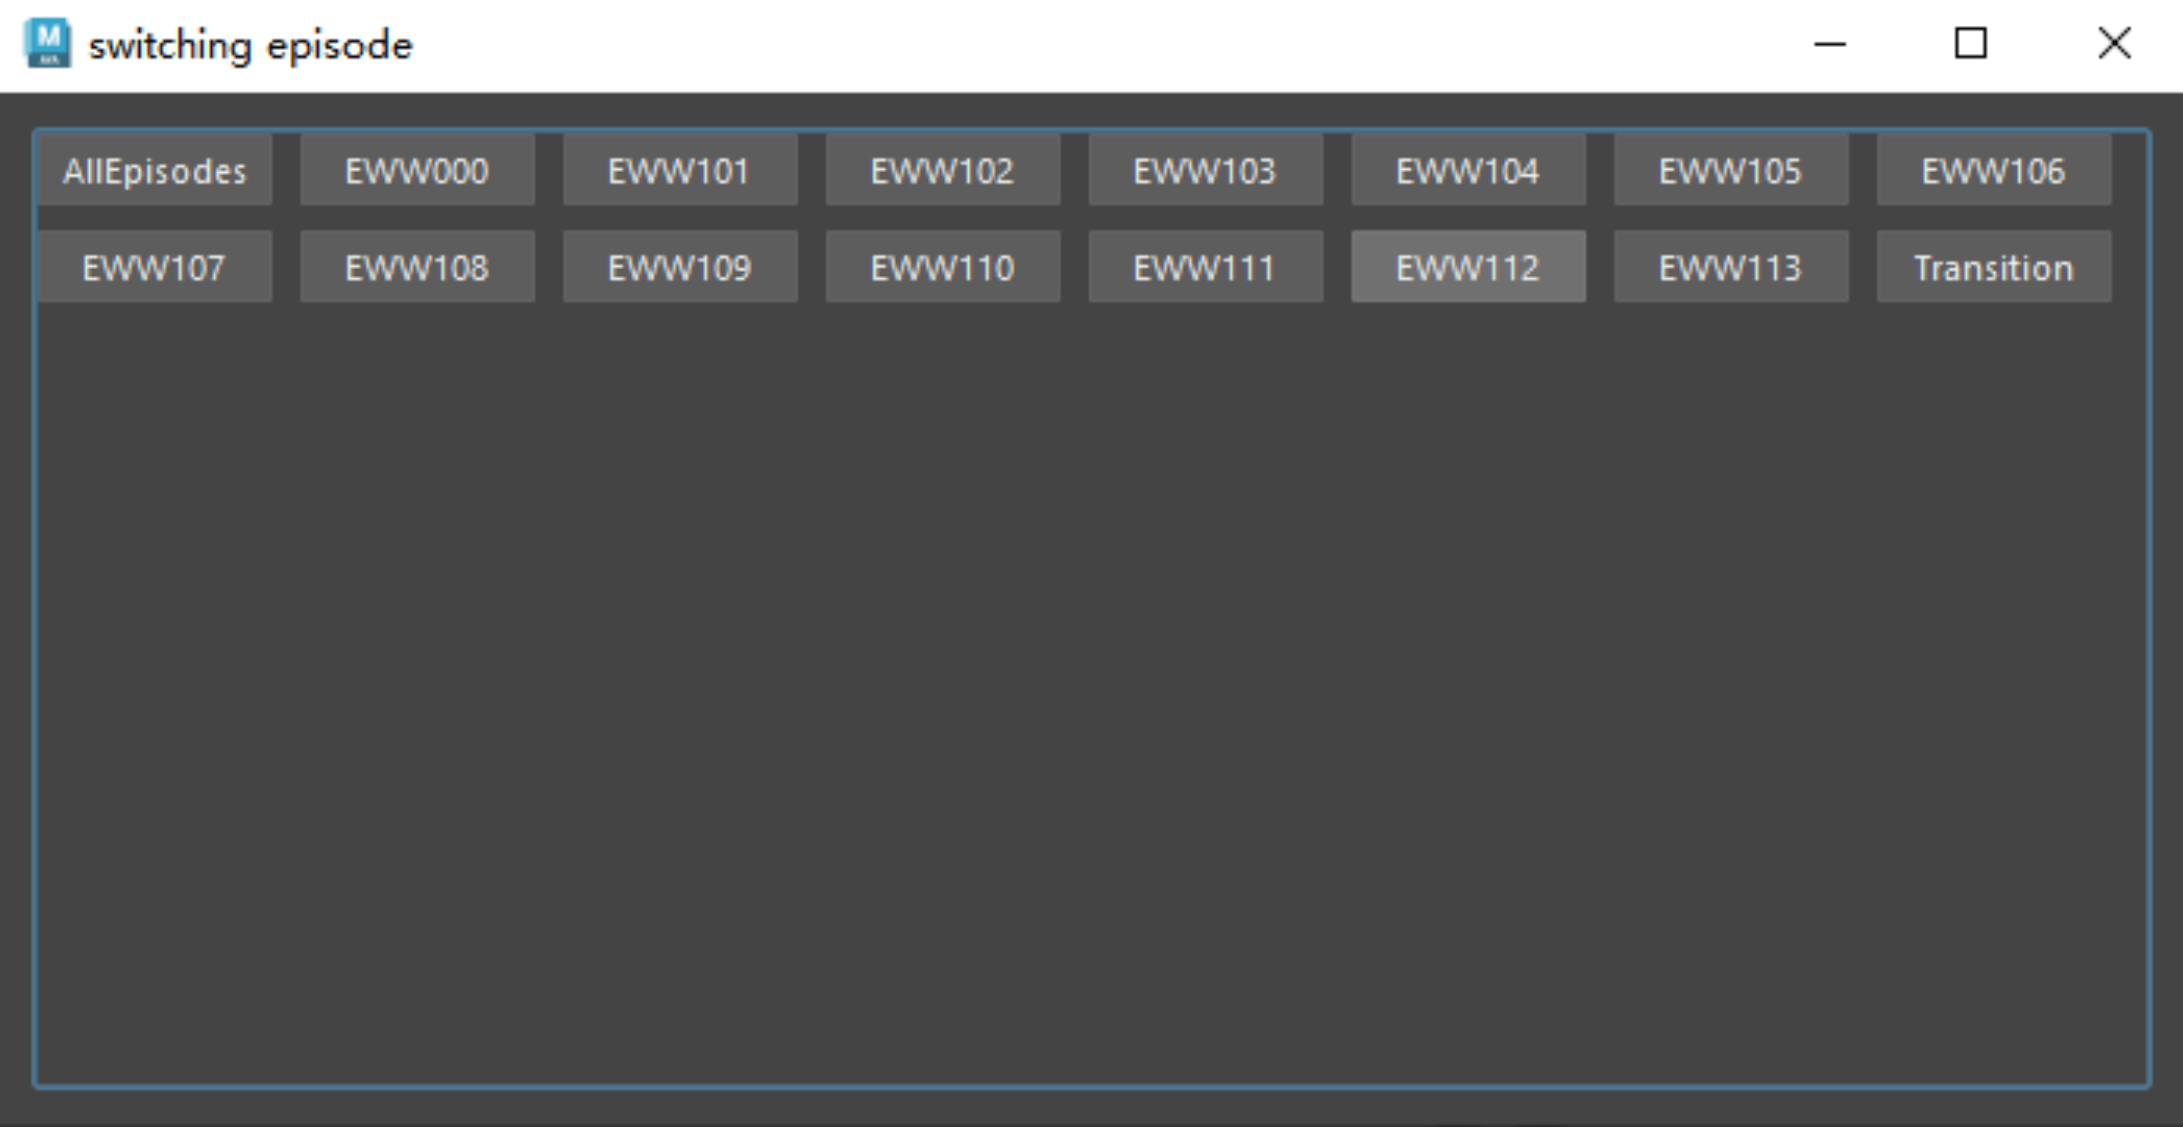 M
switching episode
AllEpisodes EWW000 EWW101 EWW102 EWW103 EWW104 EWW105 EWW106
EWW107 EWW108 EWW109 EWW110 EWW111 EWW112 EWW113 Transition